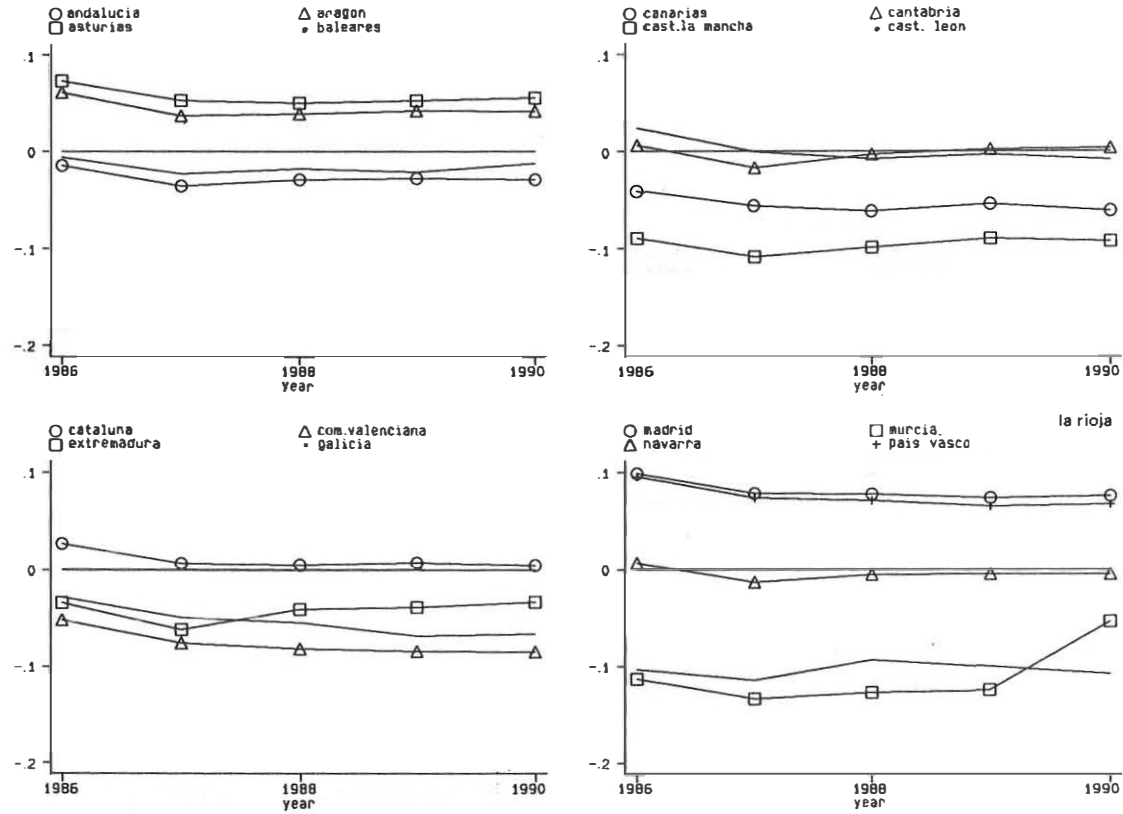 andalucia aragon
asturias baleares
.1
0
-.1
-.2
1986 1988 1990
year
canarias cantabria
cast.la mancha cast. leon
.1
0
-.1
-.2
1986 1988 1990
year
cataluna com.valenciana
extremadura galicia
.1
0
-.1
-.2
1986 1988 1990
year
madrid murcia la rioja
navarra pais vasco
.1
0
-.1
-.2
1986 1988 1990
year